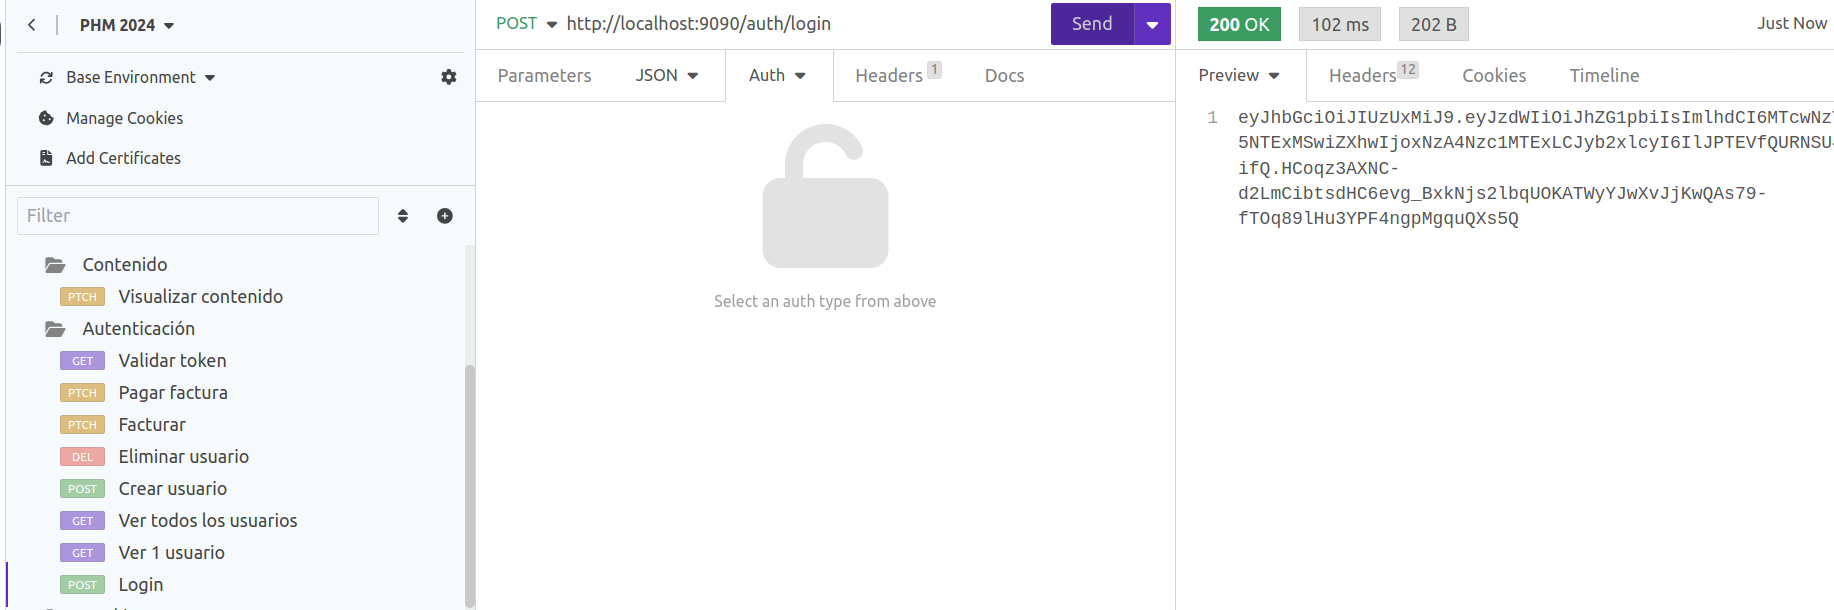 PHM 2024
Base Environment
Manage Cookies
Add Certificates
Filter
Contenido
PTCH Visualizar contenido
Autenticación
GET Validar token
PTCH Pagar factura
PTCH Facturar
DEL Eliminar usuario
POST Crear usuario
GET Ver todos los usuarios
GET Ver 1 usuario
POST Login
POST http://localhost:9090/auth/login Send
Parameters JSON Auth Headers 1 Docs
Select an auth type from above
200 OK 102 ms 202 B Just Now
Preview Headers 12 Cookies Timeline
1 eyJhbGciOiJIUzUxMiJ9.eyJzdWIiOiJhZG1pbiIsImlhdCI6MTcwNz
5NTExMSwiZXhwIjoxNzA4Nzc1MTExLCJyb2xlcyI6IlJPTEVfQURNSU
ifQ.HCoqz3AXNC-
d2LmCibtsdHC6evg_BxkNjs2lbqUOKATWyYJwXvJjKwQAs79-
fTOq89lHu3YPF4ngpMgquQXs5Q